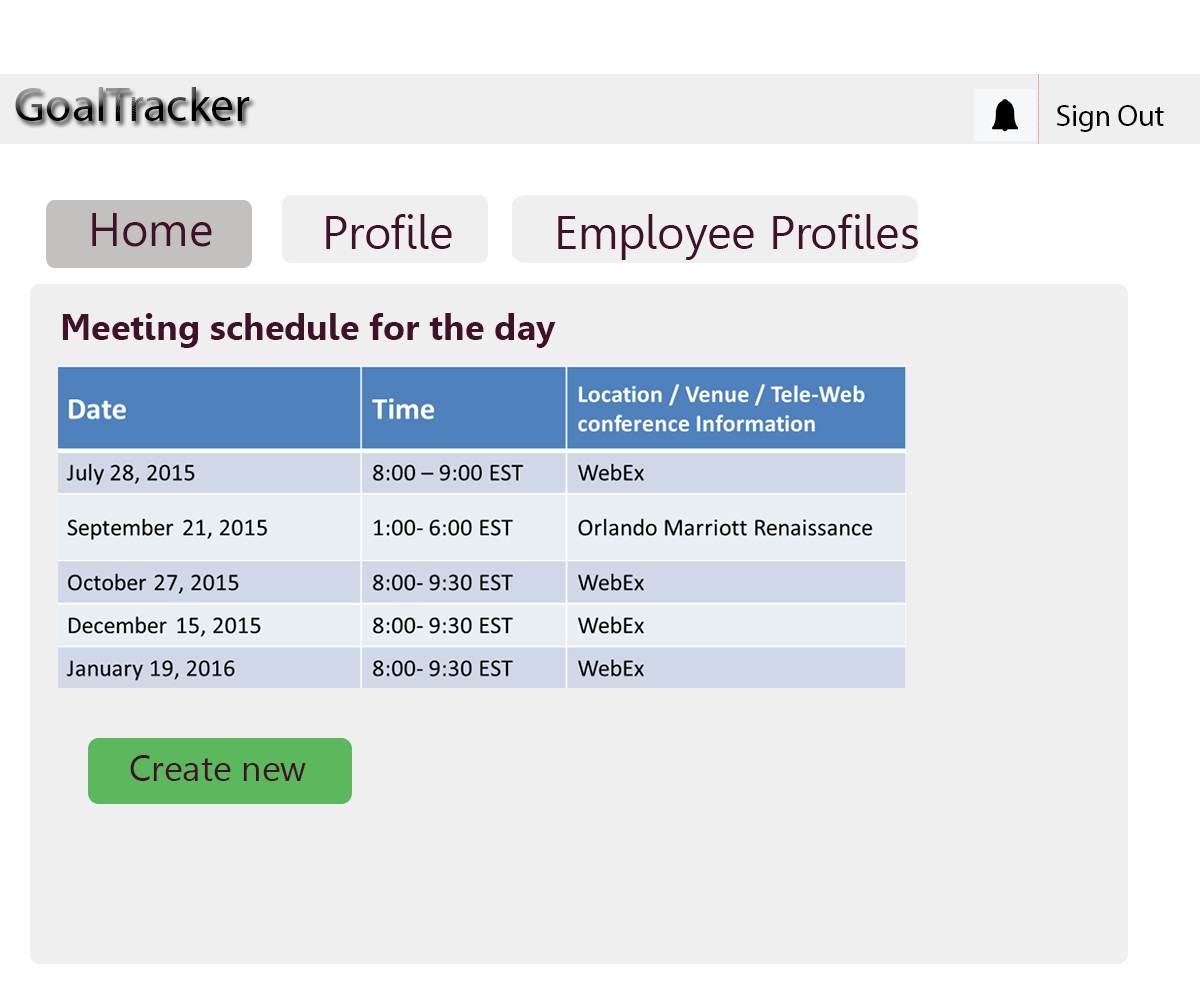 GoalTracker
Sign Out
Home
Profile
Employee Profiles
Meeting schedule for the day
Date
Time
Location / Venue / Tele-Web
conference Information
July 28, 2015
8:00 – 9:00 EST
WebEx
September 21, 2015
1:00- 6:00 EST
Orlando Marriott Renaissance
October 27, 2015
8:00- 9:30 EST
WebEx
December 15, 2015
8:00- 9:30 EST
WebEx
January 19, 2016
8:00- 9:30 EST
WebEx
Create new